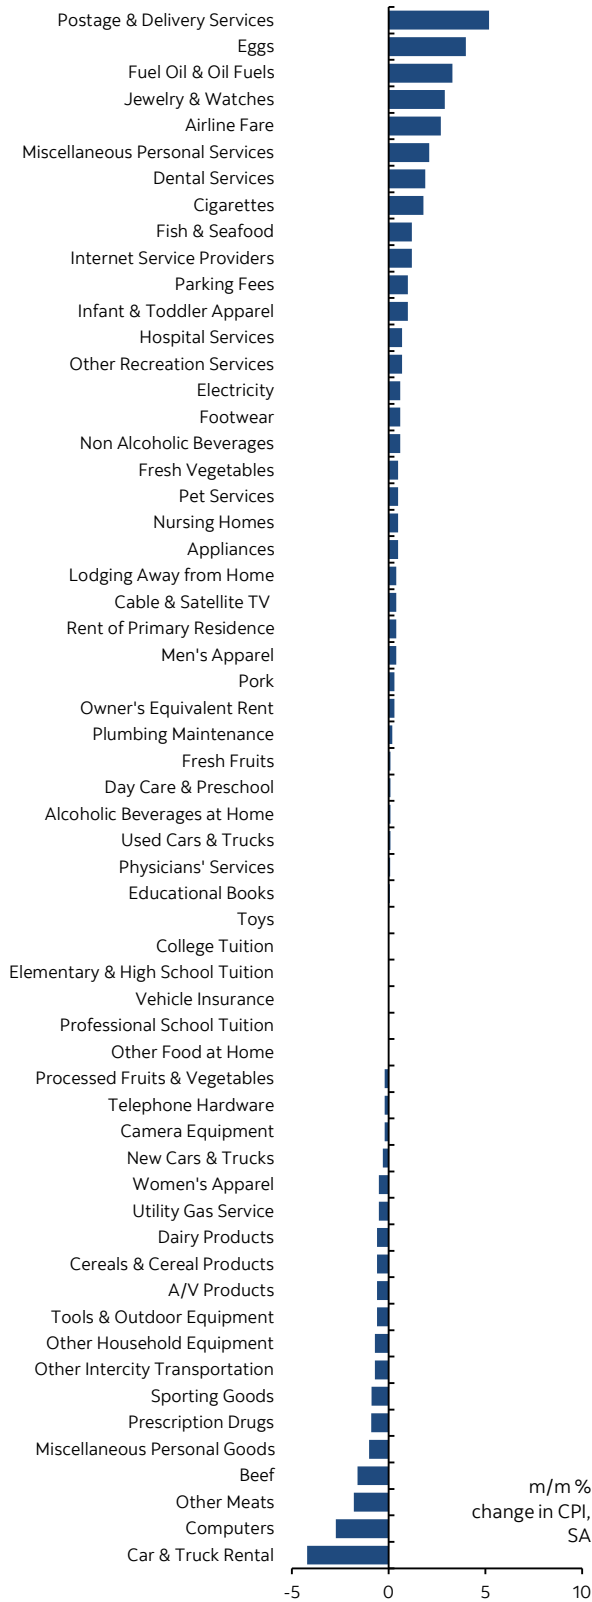 Postage & Delivery Services
Eggs
Fuel Oil & Oil Fuels
Jewelry & Watches
Airline Fare
Miscellaneous Personal Services
Dental Services
Cigarettes
Fish & Seafood
Internet Service Providers
Parking Fees
Infant & Toddler Apparel
Hospital Services
Other Recreation Services
Electricity
Footwear
Non Alcoholic Beverages
Fresh Vegetables
Pet Services
Nursing Homes
Appliances
Lodging Away from Home
Cable & Satellite TV
Rent of Primary Residence
Men's Apparel
Pork
Owner's Equivalent Rent
Plumbing Maintenance
Fresh Fruits
Day Care & Preschool
Alcoholic Beverages at Home
Used Cars & Trucks
Physicians' Services
Educational Books
Toys
College Tuition
Elementary & High School Tuition
Vehicle Insurance
Professional School Tuition
Other Food at Home
Processed Fruits & Vegetables
Telephone Hardware
Camera Equipment
New Cars & Trucks
Women's Apparel
Utility Gas Service
Dairy Products
Cereals & Cereal Products
A/V Products
Tools & Outdoor Equipment
Other Household Equipment
Other Intercity Transportation
Sporting Goods
Prescription Drugs
Miscellaneous Personal Goods
Beef
Other Meats
Computers
Car & Truck Rental
m/m %
change in CPI,
SA
-5 0 5 10